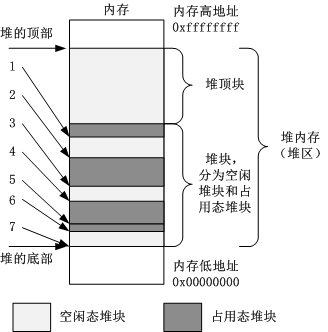 内存
内存高地址
0xffffffff
堆的顶部
1
2
3
4
5
6
7
堆的底部
堆顶块
堆块，
分为空闲
堆块和占
用态堆块
堆内存
（堆区）
内存低地址
0x00000000
空闲态堆块
占用态堆块